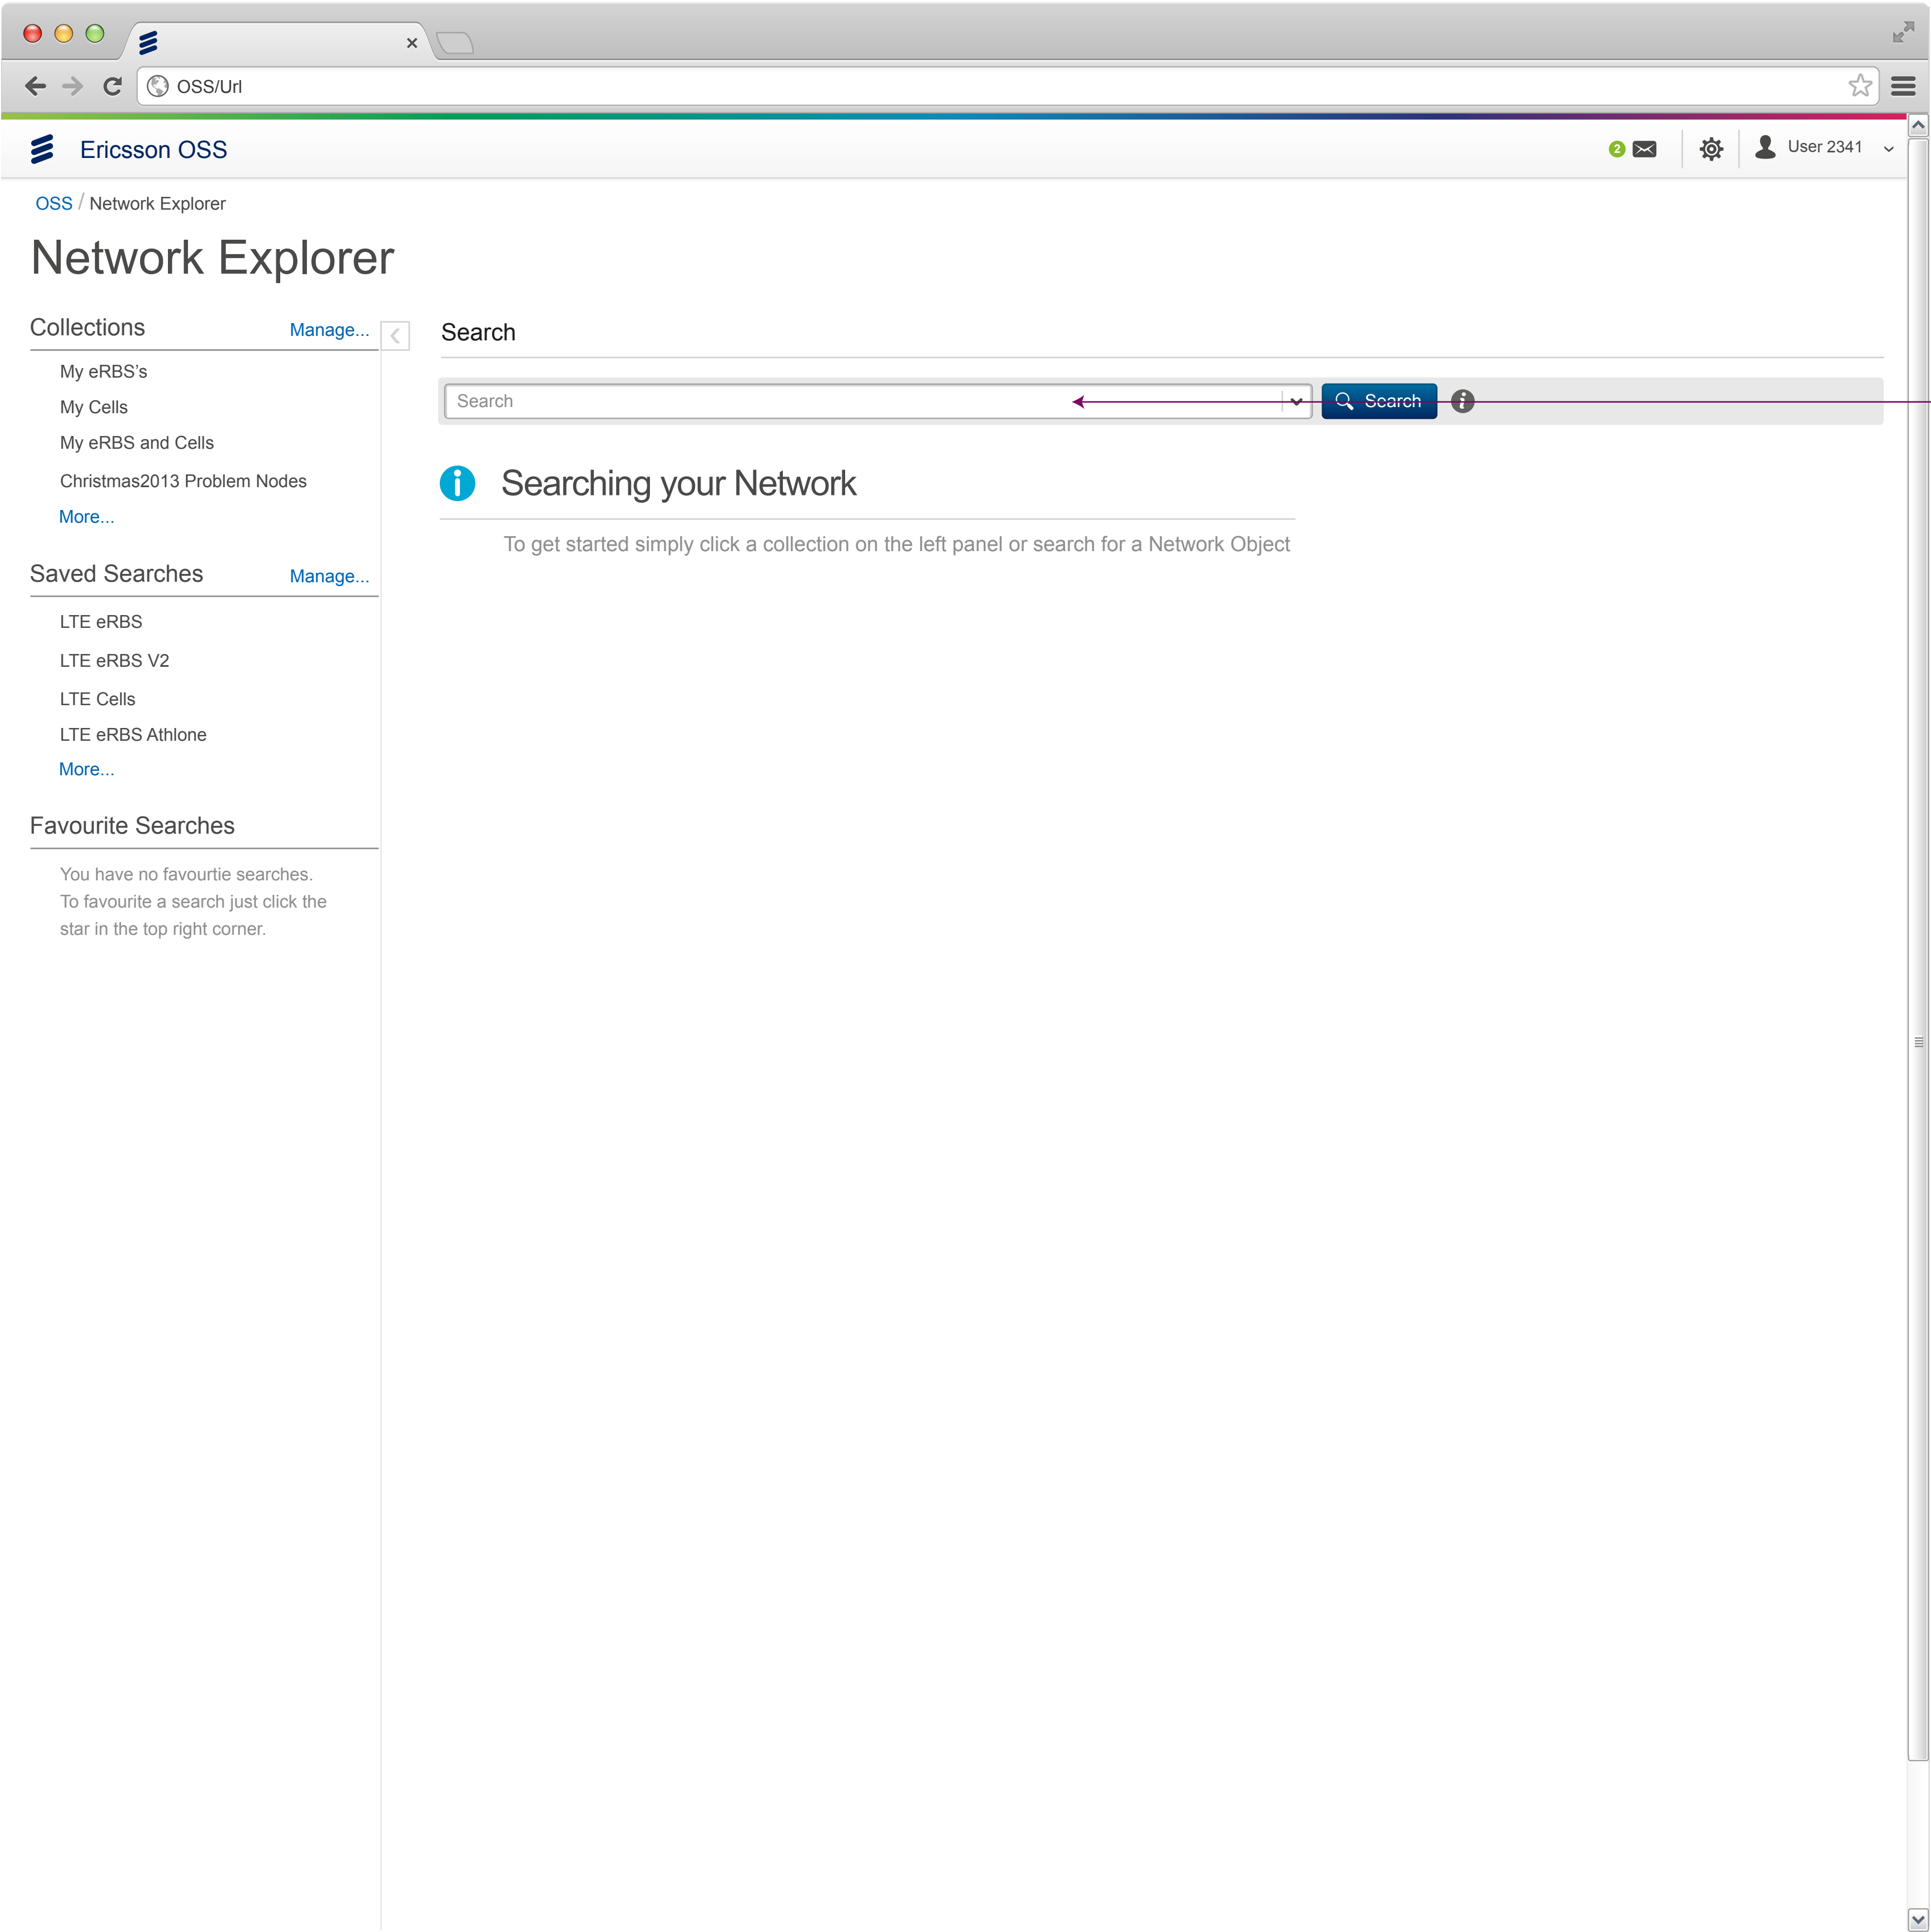 OSS/Url
Ericsson OSS
2
User 2341
OSS / Network Explorer
Network Explorer
Collections Manage...
My eRBS's
My Cells
My eRBS and Cells
Christmas2013 Problem Nodes
More...
Saved Searches Manage...
LTE eRBS
LTE eRBS V2
LTE Cells
LTE eRBS Athlone
More...
Favourite Searches
You have no favourtie searches.
To favourite a search just click the
star in the top right corner.
Search
Search Search
Searching your Network
To get started simply click a collection on the left panel or search for a Network Object